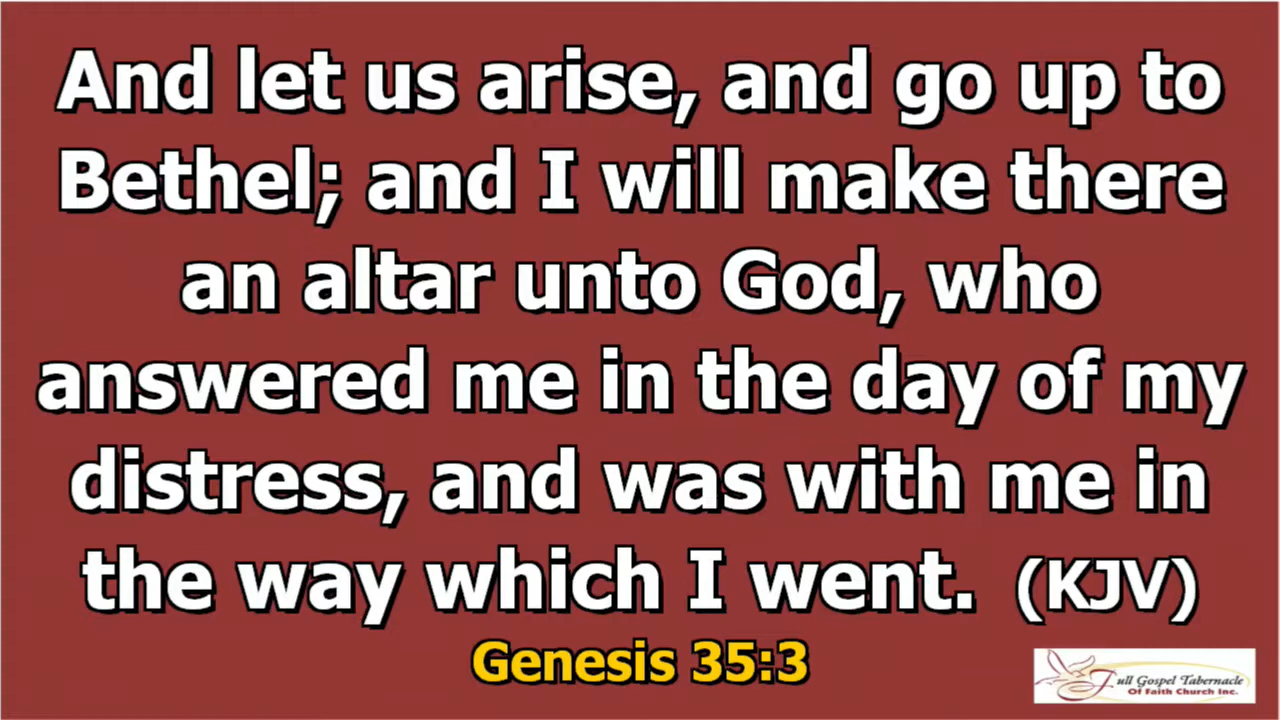 And let us arise, and go up to
Bethel; and I will make there
an altar unto God, who
answered me in the day of my
distress, and was with me in
the way which I went. (KJV)
Genesis 35:3
Full Gospel Tabernacle
Of Faith Church Inc.